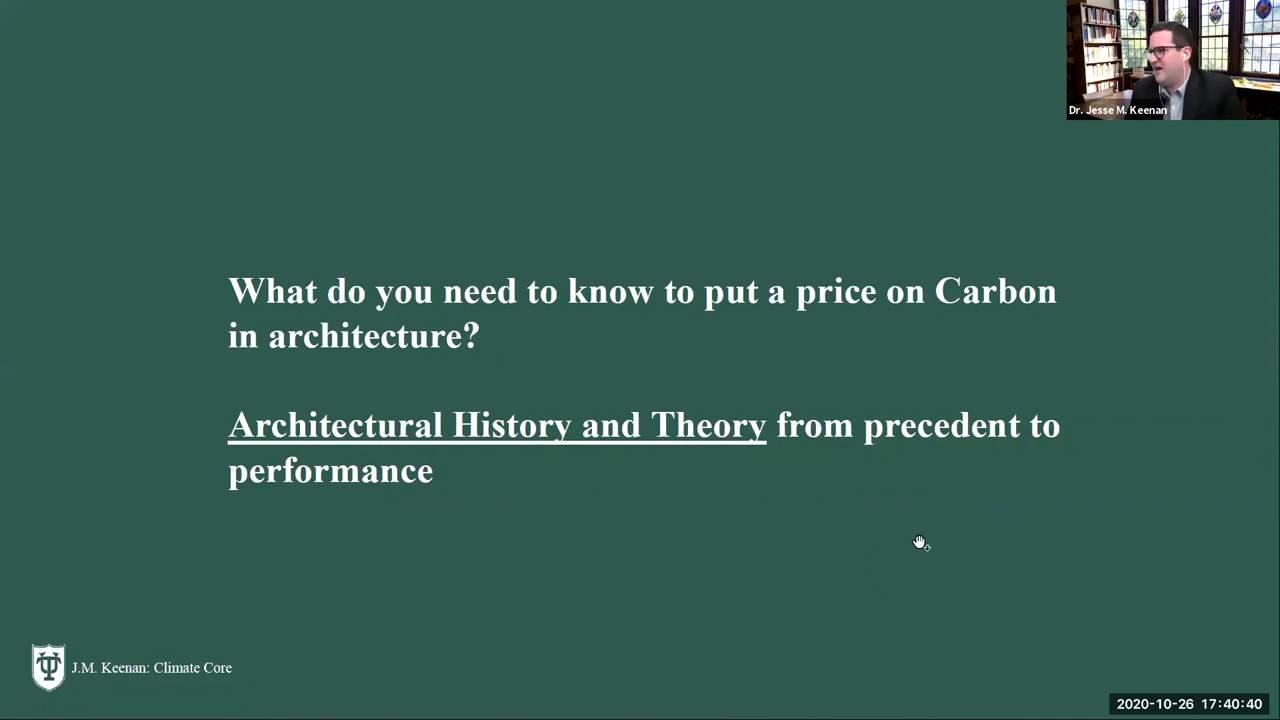 Dr. Jesse M. Keenan
What do you need to know to put a price on Carbon
in architecture?
Architectural History and Theory from precedent to
performance
J.M. Keenan: Climate Core
2020-10-26 17:40:40